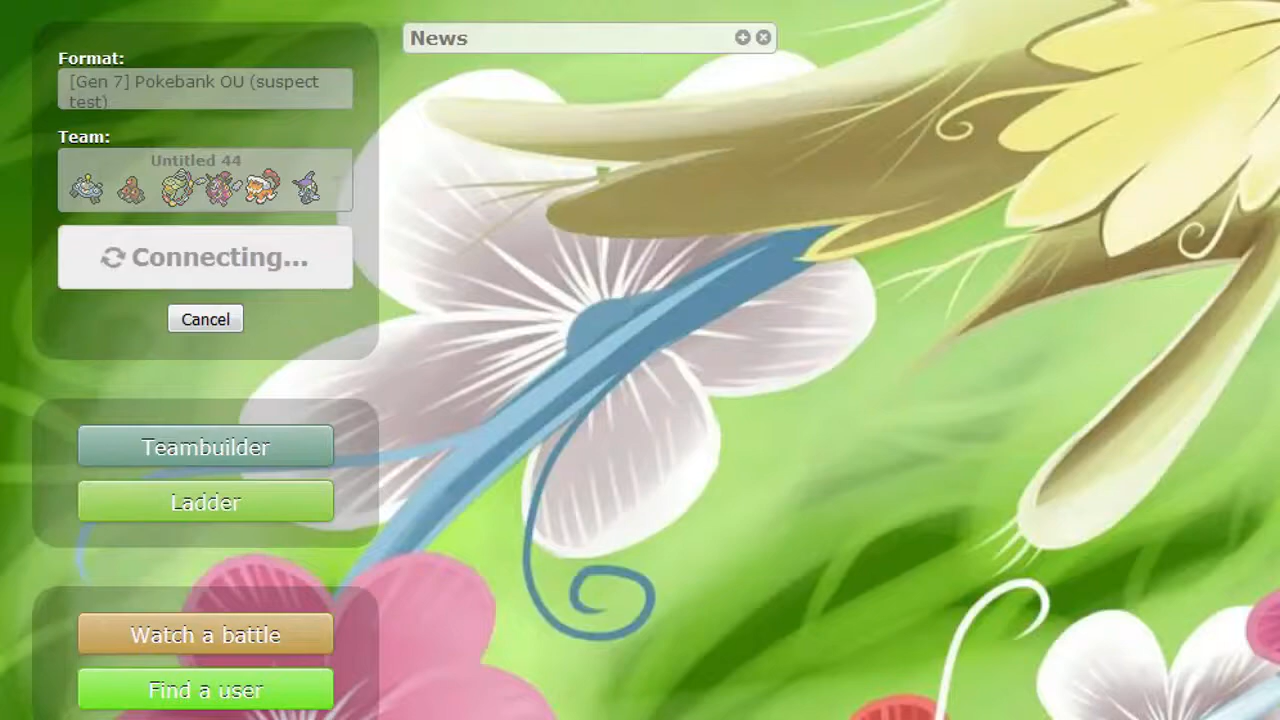 Format:
[Gen 7] Pokebank OU (suspect
test)
Team:
Untitled 44
Connecting...
Cancel
Teambuilder
Ladder
Watch a battle
Find a user
News